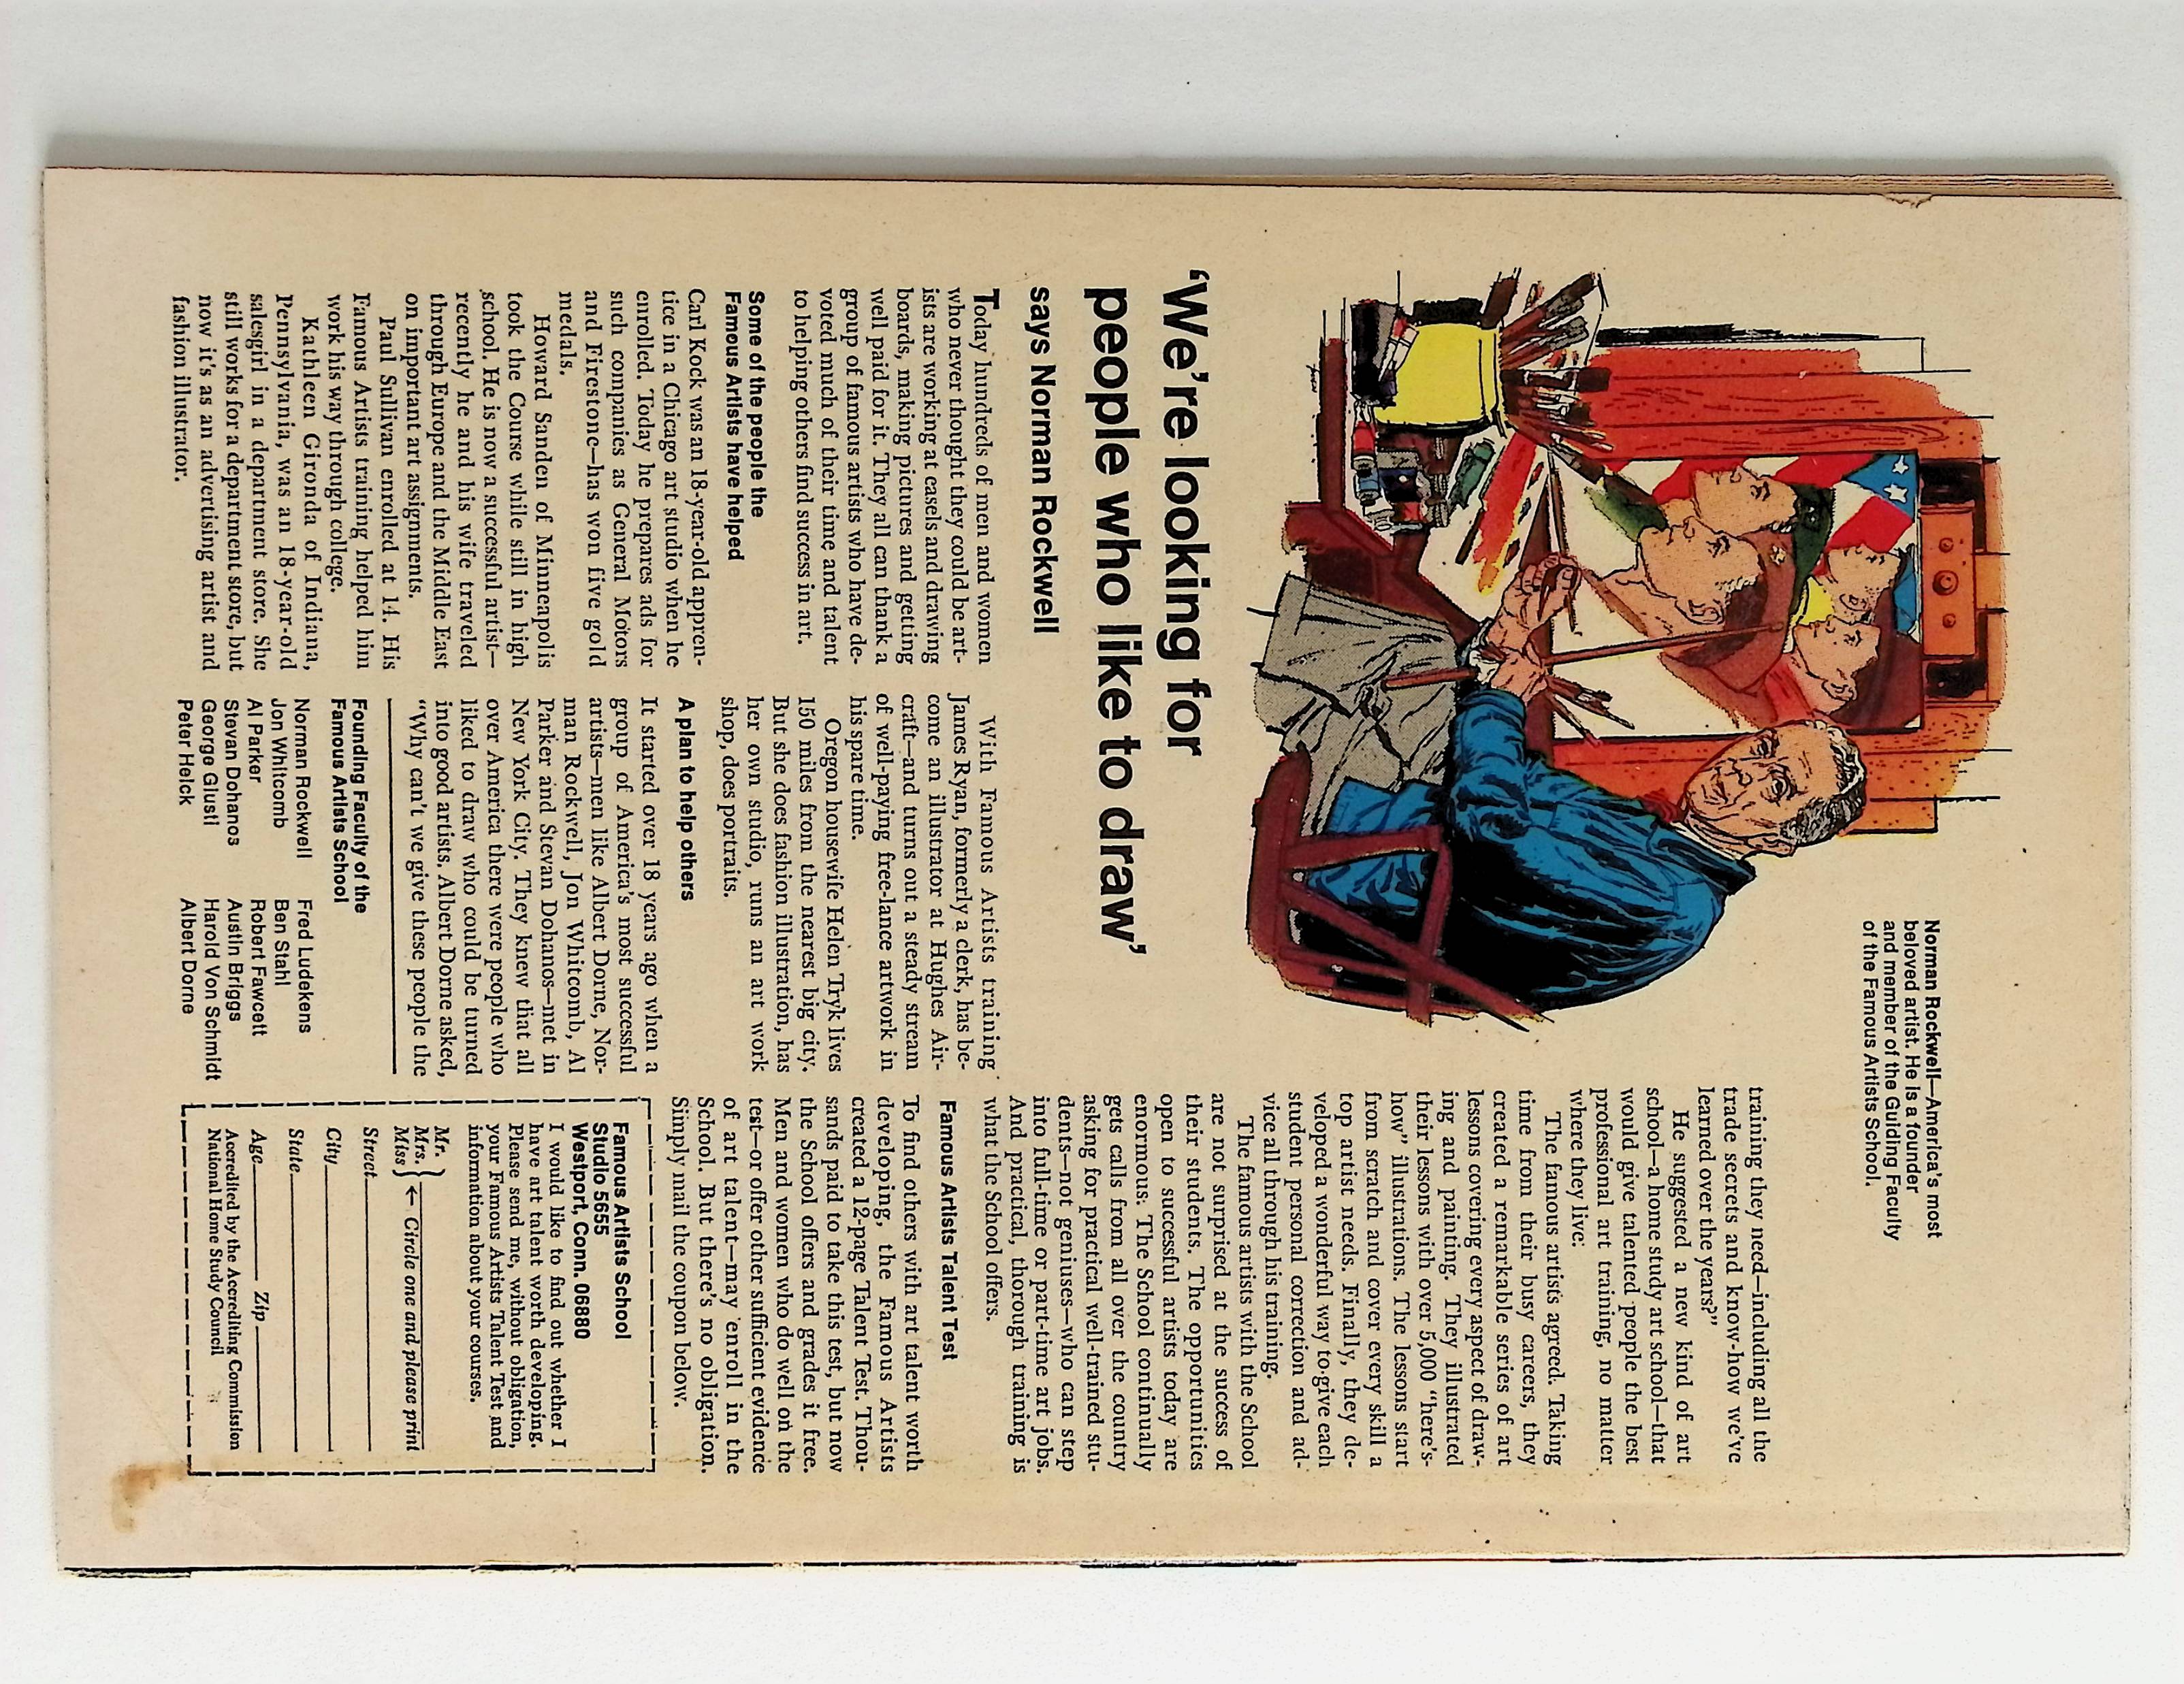 Norman Rockwell—America's most
beloved artist. He is a founder
and member of the Guiding Faculty
of the Famous Artists School.
'We're looking for
people who like to draw'
says Norman Rockwell
Today hundreds of men and women
who never thought they could be art-
ists are working at easels and drawing
boards, making pictures and getting
well paid for it. They all can thank a
group of famous artists who have de-
voted much of their time and talent
to helping others find success in art.
Some of the people the
Famous Artists have helped
Carl Kock was an 18-year-old appren-
tice in a Chicago art studio when he
enrolled. Today he prepares ads for
such companies as General Motors
and Firestone—has won five gold
medals.
Howard Sanden of Minneapolis
took the Course while still in high
school. He is now a successful artist—
recently he and his wife traveled
through Europe and the Middle East
on important art assignments.
Paul Sullivan enrolled at 14. His
Famous Artists training helped him
work his way through college.
Kathleen Gironda of Indiana,
Pennsylvania, was an 18-year-old
salesgirl in a department store. She
still works for a department store, but
now it's as an advertising artist and
fashion illustrator.
With Famous Artists training
James Ryan, formerly a clerk, has be-
come an illustrator at Hughes Air-
craft—and turns out a steady stream
of well-paying free-lance artwork in
his spare time.
Oregon housewife Helen Tryk lives
150 miles from the nearest big city.
But she does fashion illustration, has
her own studio, runs an art work
shop, does portraits.
A plan to help others
It started over 18 years ago when a
group of America's most successful
artists—men like Albert Dorne, Nor-
man Rockwell, Jon Whitcomb, Al
Parker and Stevan Dohanos—met in
New York City. They knew that all
over America there were people who
liked to draw who could be turned
into good artists. Albert Dorne asked,
"Why can't we give these people the
Founding Faculty of the
Famous Artists School
Norman Rockwell
Jon Whitcomb
Al Parker
Stevan Dohanos
George Giusti
Peter Helck
Fred Ludekens
Ben Stahl
Robert Fawcett
Austin Briggs
Harold Von Schmidt
Albert Dorne
training they need—including all the
trade secrets and know-how we've
learned over the years?"
He suggested a new kind of art
school—a home study art school—that
would give talented people the best
professional art training, no matter
where they live.
The famous artists agreed. Taking
time from their busy careers, they
created a remarkable series of art
lessons covering every aspect of draw-
ing and painting. They illustrated
their lessons with over 5,000 "here's-
how" illustrations. The lessons start
from scratch and cover every skill a
top artist needs. Finally, they de-
veloped a wonderful way to give each
student personal correction and ad-
vice all through his training.
The famous artists with the School
are not surprised at the success of
their students. The opportunities
open to successful artists today are
enormous. The School continually
gets calls from all over the country
asking for practical well-trained stu-
dents—not geniuses—who can step
into full-time or part-time art jobs.
And practical, thorough training is
what the School offers.
Famous Artists Talent Test
To find others with art talent worth
developing, the Famous Artists
created a 12-page Talent Test. Thou-
sands paid to take this test, but now
the School offers and grades it free.
Men and women who do well on the
test—or offer other sufficient evidence
of art talent—may enroll in the
School. But there's no obligation.
Simply mail the coupon below.
Famous Artists School
Studio 5655
Westport, Conn. 06880
I would like to find out whether I
have art talent worth developing.
Please send me, without obligation,
your Famous Artists Talent Test and
information about your courses.
Mr.
Mrs.
Miss
← Circle one and please print
Street
City
State
Age Zip
Accredited by the Accrediting Commission
National Home Study Council